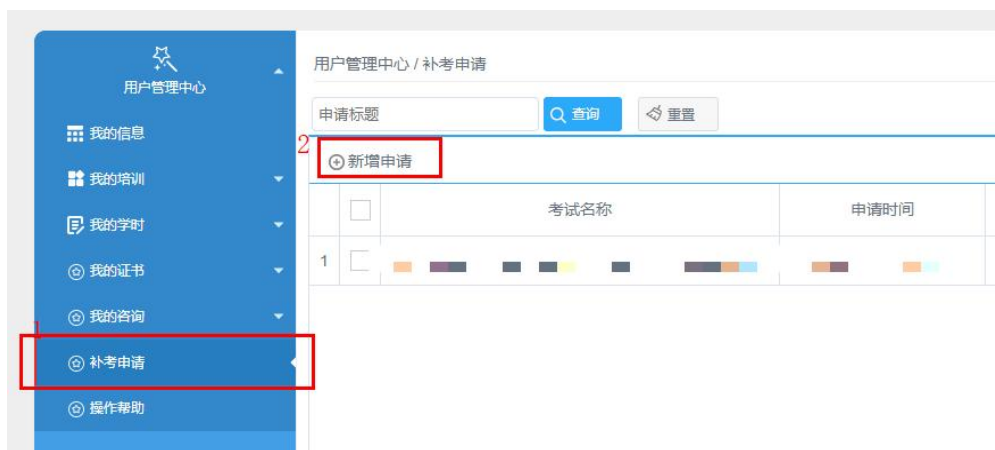 用户管理中心
我的信息
我的培训
我的学时
我的证书
我的咨询
1
补考申请
操作帮助
用户管理中心 / 补考申请
申请标题 查询 重置
2 新增申请
考试名称 申请时间
1